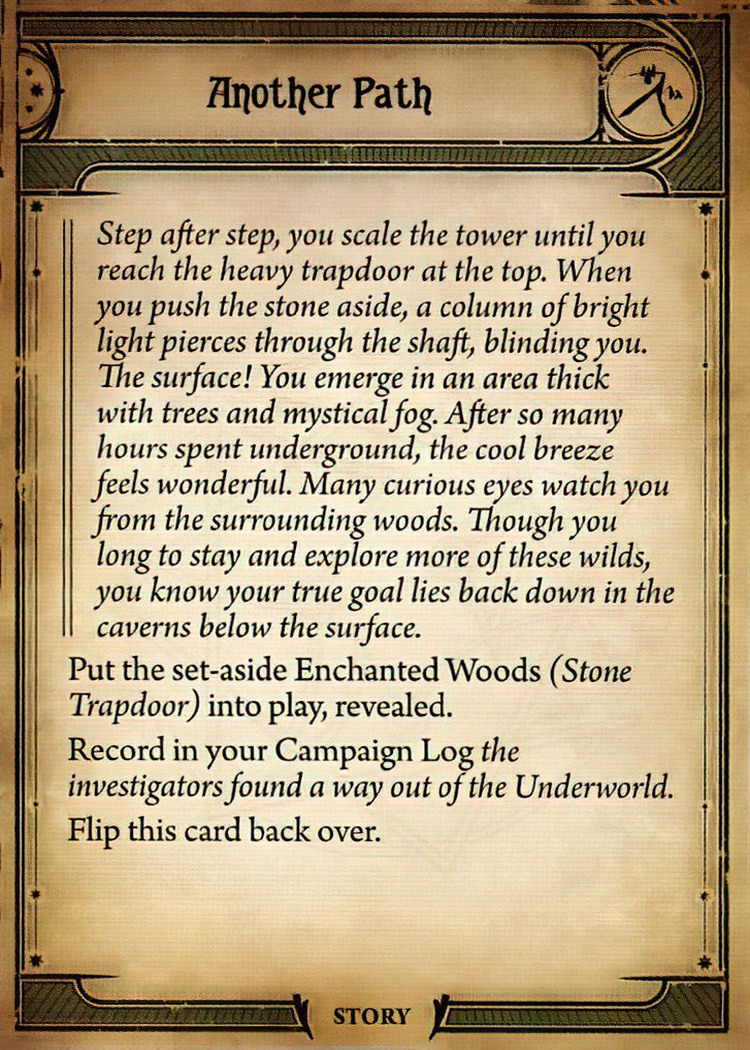 Another Path
Step after step, you scale the tower until you
reach the heavy trapdoor at the top. When
you push the stone aside, a column of bright
light pierces through the shaft, blinding you.
The surface! You emerge in an area thick
with trees and mystical fog. After so many
hours spent underground, the cool breeze
feels wonderful. Many curious eyes watch you
from the surrounding woods. Though you
long to stay and explore more of these wilds,
you know your true goal lies back down in the
caverns below the surface.
Put the set-aside Enchanted Woods (Stone
Trapdoor) into play, revealed.
Record in your Campaign Log the
investigators found a way out of the Underworld.
Flip this card back over.
STORY